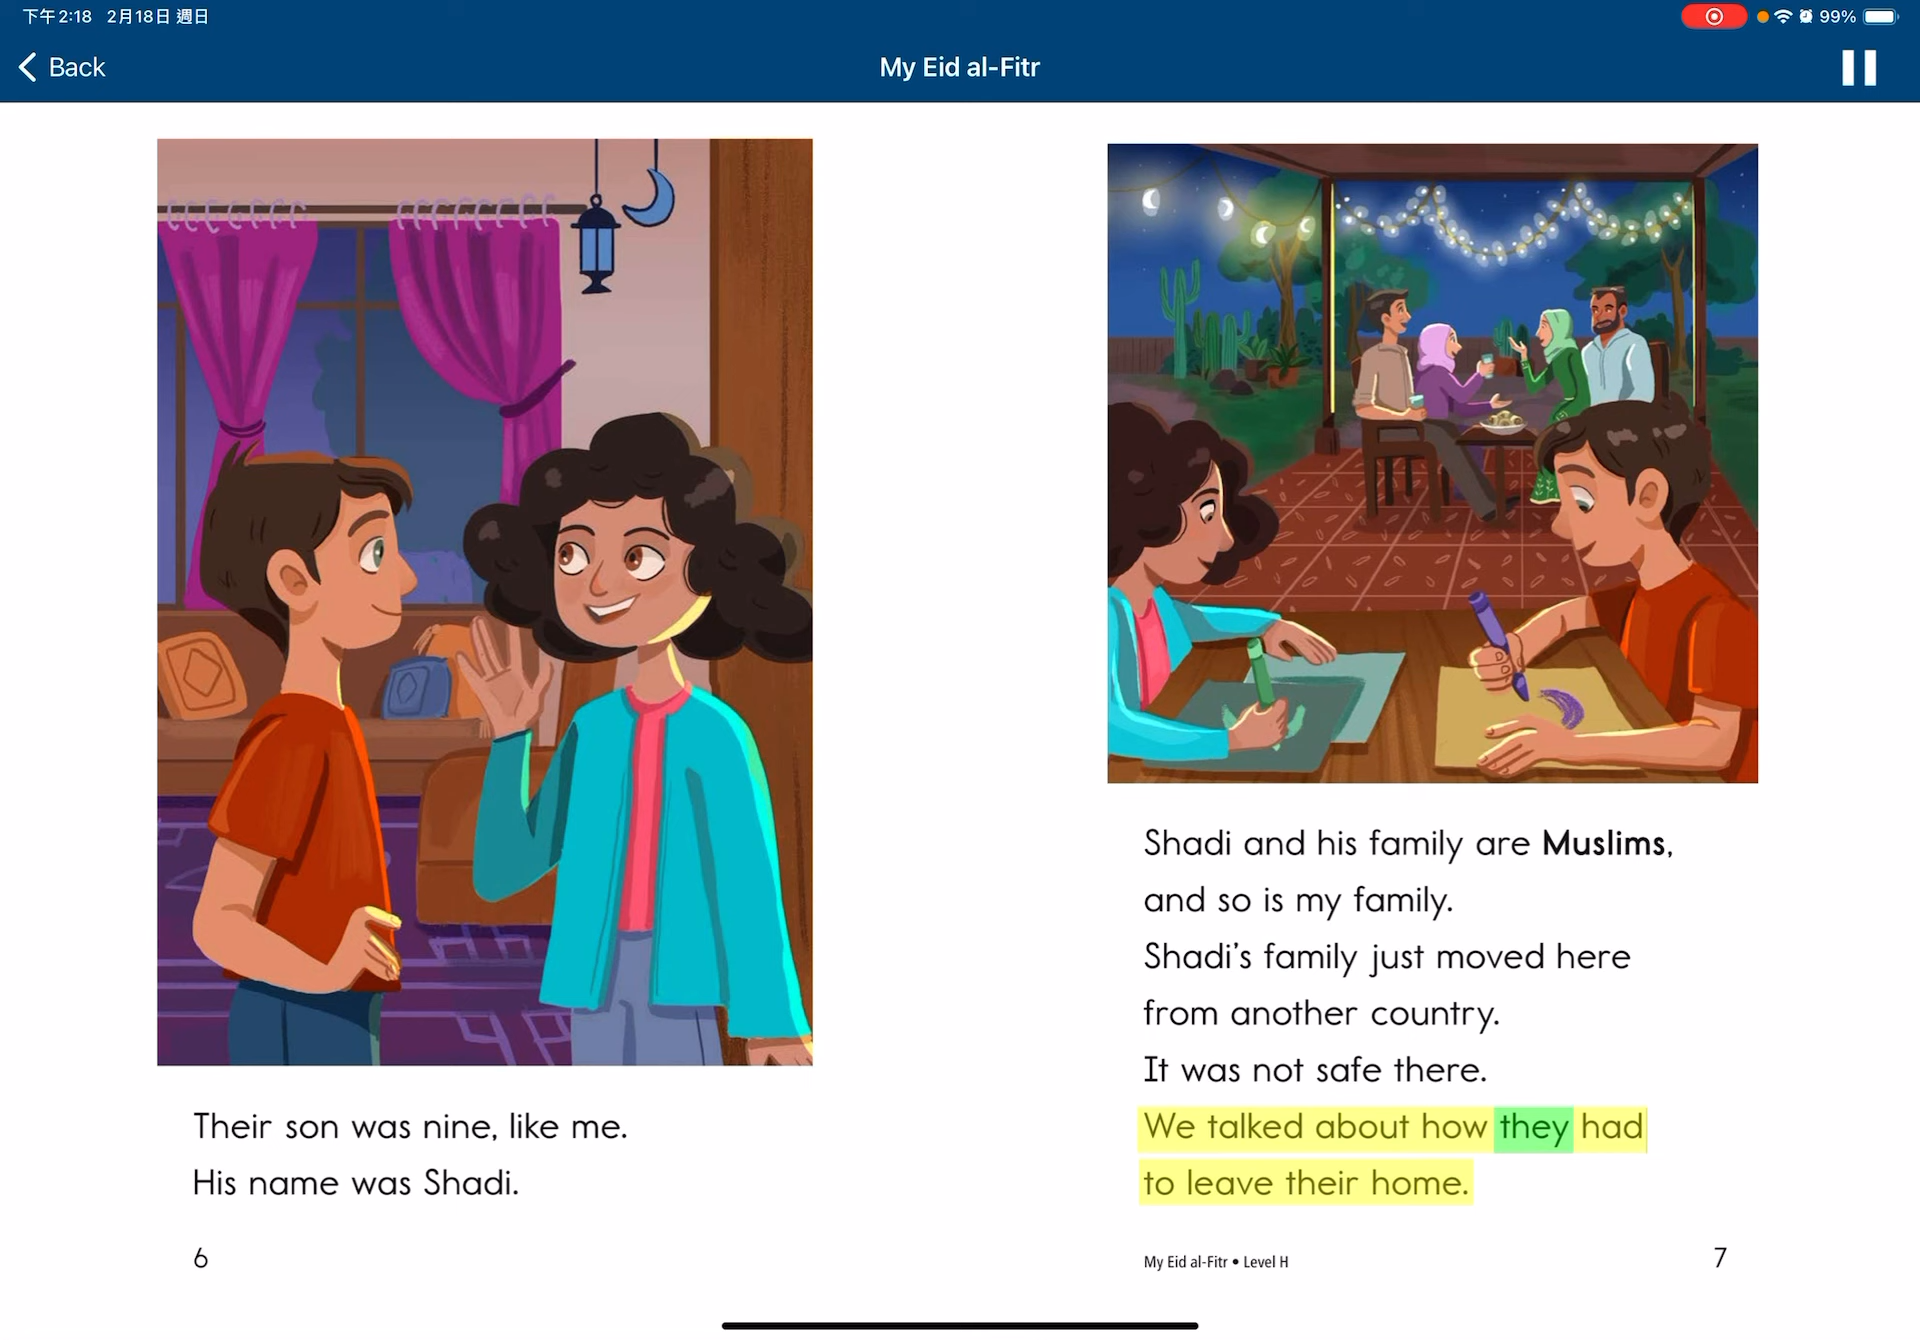 下午2:18 2月18日 週日
99%
Back
My Eid al-Fitr
Their son was nine, like me.
His name was Shadi.
6
Shadi and his family are Muslims,
and so is my family.
Shadi’s family just moved here
from another country.
It was not safe there.
We talked about how they had
to leave their home.
My Eid al-Fitr • Level H
7